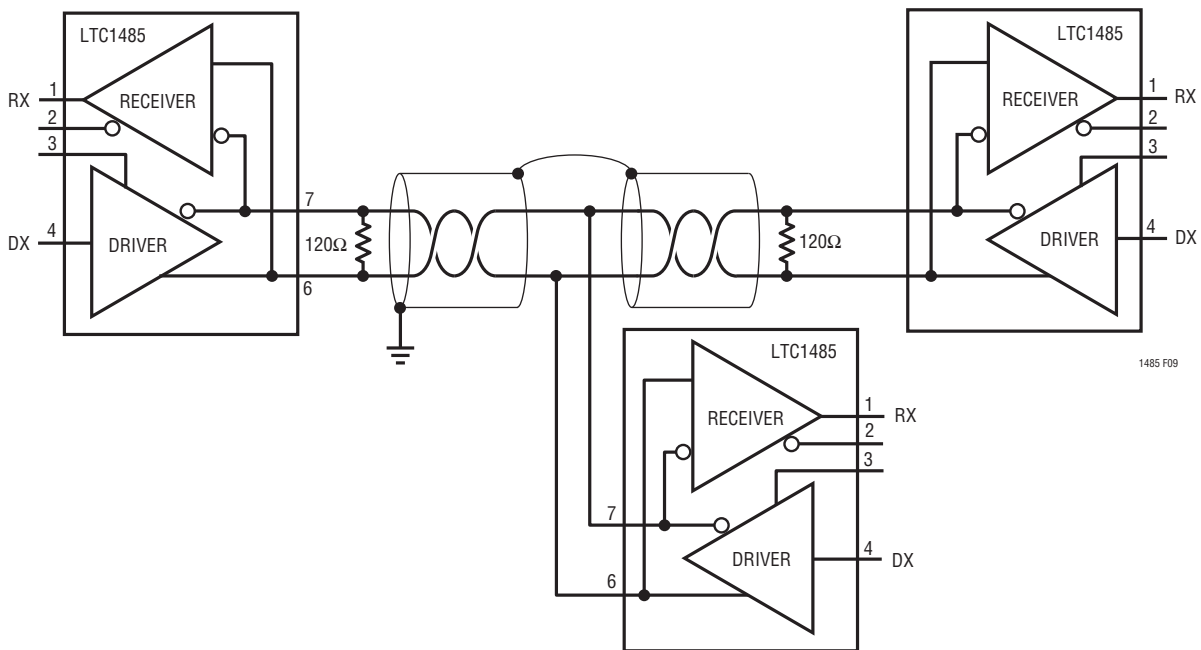 LTC1485
RX
1
RECEIVER
2
3
7
DX
4
DRIVER
120Ω
6
LTC1485
1
RX
RECEIVER
2
3
120Ω
4
DRIVER
DX
LTC1485
1
RX
RECEIVER
2
3
7
4
DRIVER
DX
6
1485 F09